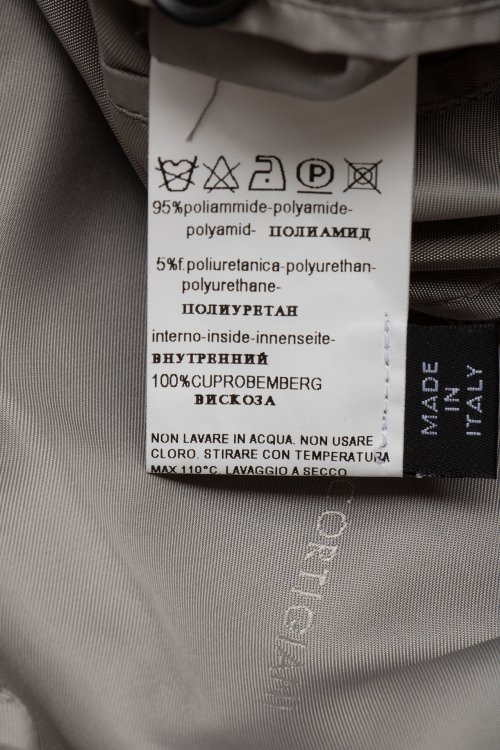 P
95%poliammide-polyamide-
polyamid- ПОЛИАМИД
5%f.poliuretanica-polyurethan-
polyurethane-
ПОЛИУРЕТАН
interno-inside-innenseite-
ВНУТРЕННИЙ
100%CUPROBEMBERG
ВИСКОЗА
NON LAVARE IN ACQUA. NON USARE
CLORO. STIRARE CON TEMPERATURA
MAX 110°C. LAVAGGIO A SECCO
MADE
IN
ITALY
CORTIGIANI